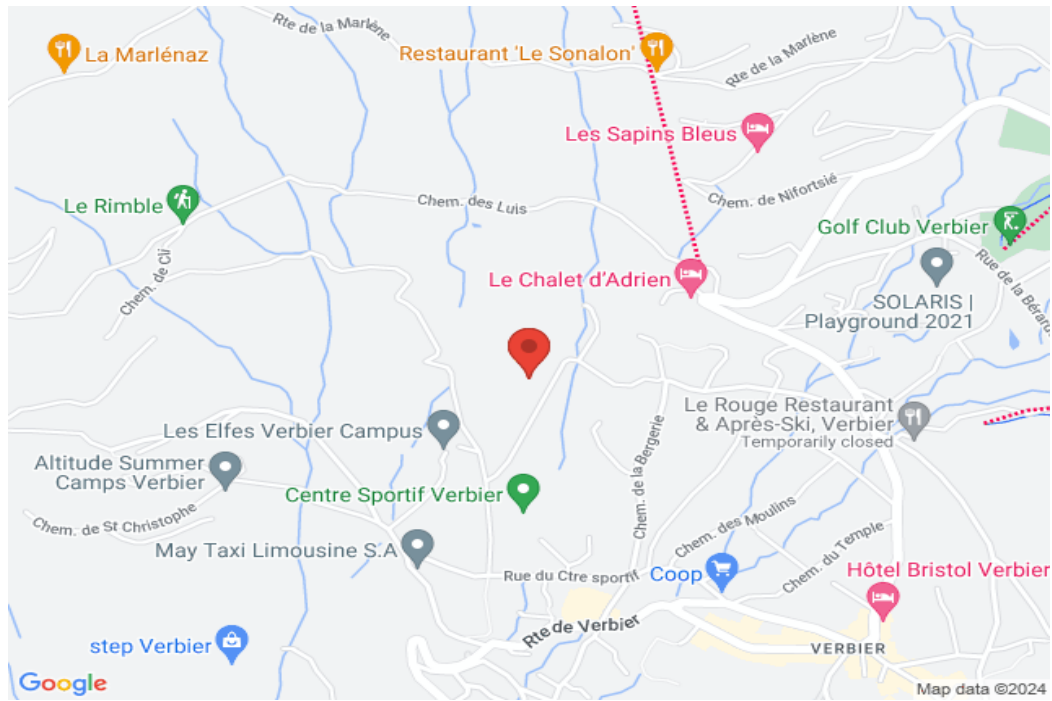 Rte de la Marlène
La Marlénaz
Restaurant 'Le Sonalon'
Rte de la Marlène
Les Sapins Bleus
Le Rimble
Chem. des Luis
Chem. de Nifortsié
Golf Club Verbier
Chem. de Cli
Le Chalet d'Adrien
Rue de la Bérard
SOLARIS |
Playground 2021
Le Rouge Restaurant
& Après-Ski, Verbier
Temporarily closed
Les Elfes Verbier Campus
Chem. de la Bergerie
Altitude Summer
Camps Verbier
Centre Sportif Verbier
Chem. de St Christophe
Chem. des Moulins
May Taxi Limousine S.A
Chem. du Temple
Rue du Ctre sportif
Coop
Hôtel Bristol Verbier
Rte de Verbier
step Verbier
VERBIER
Google
Map data ©2024